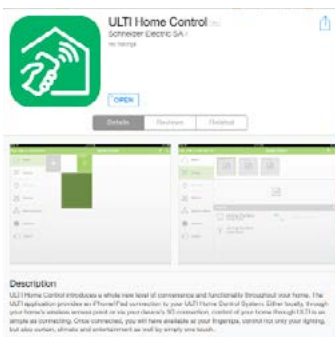 ULTI Home Control
Schneider Electric SA
No Ratings
OPEN
Details
Reviews
Related
Description
ULTI Home Control introduces a whole new level of convenience and functionality throughout your home. The
ULTI application provides an iPhone/iPad connection to your ULTI Home Control System. Either locally, through
your home's wireless access point or via your device's 3G connection, control of your home through ULTI is as
simple as connecting. Once connected, you will have available at your fingertips, control not only your lighting,
but also curtain, climate and entertainment as well by simply one touch.